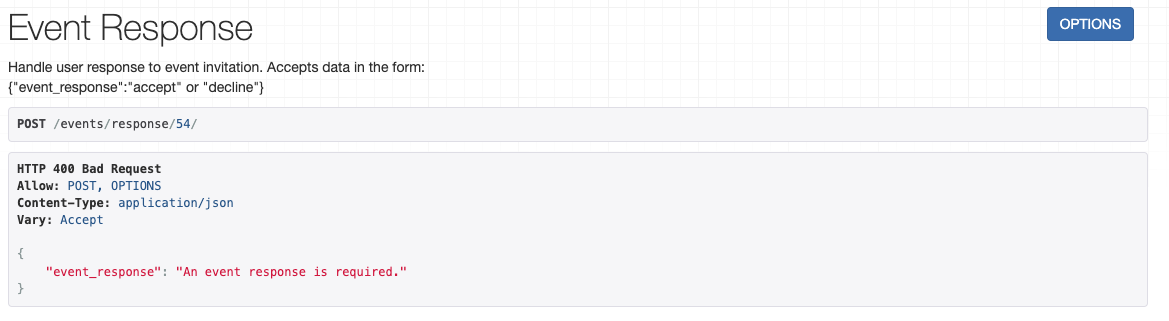 Event Response
OPTIONS
Handle user response to event invitation. Accepts data in the form:
{"event_response":"accept" or "decline"}
POST /events/response/54/
HTTP 400 Bad Request
Allow: POST, OPTIONS
Content-Type: application/json
Vary: Accept
{
"event_response": "An event response is required."
}